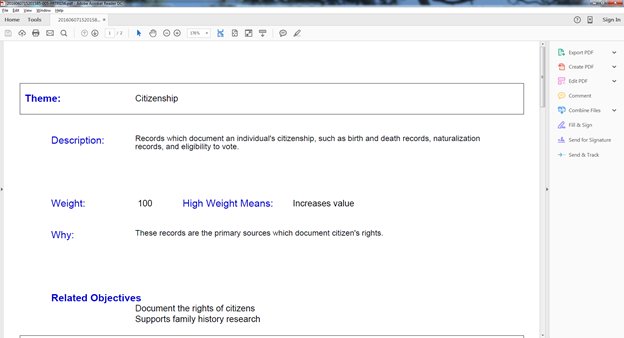 File Edit View Window Help
Home Tools Sign In
1 / 2 176%
Theme: Citizenship
Description: Records which document an individual's citizenship, such as birth and death records, naturalization
records, and eligibility to vote.
Weight: 100 High Weight Means: Increases value
Why: These records are the primary sources which document citizen's rights.
Related Objectives
Document the rights of citizens
Supports family history research
Export PDF
Create PDF
Edit PDF
Comment
Combine Files
Fill & Sign
Send for Signature
Send & Track